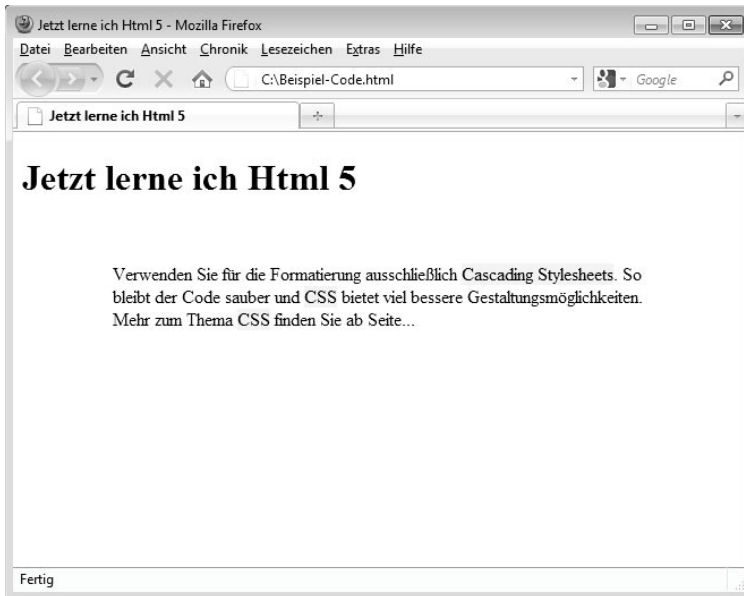 Jetzt lerne ich Html 5 - Mozilla Firefox
Datei Bearbeiten Ansicht Chronik Lesezeichen Extras Hilfe
C:\Beispiel-Code.html Google
Jetzt lerne ich Html 5
Jetzt lerne ich Html 5
Verwenden Sie für die Formatierung ausschließlich Cascading Stylesheets. So
bleibt der Code sauber und CSS bietet viel bessere Gestaltungsmöglichkeiten.
Mehr zum Thema CSS finden Sie ab Seite...
Fertig